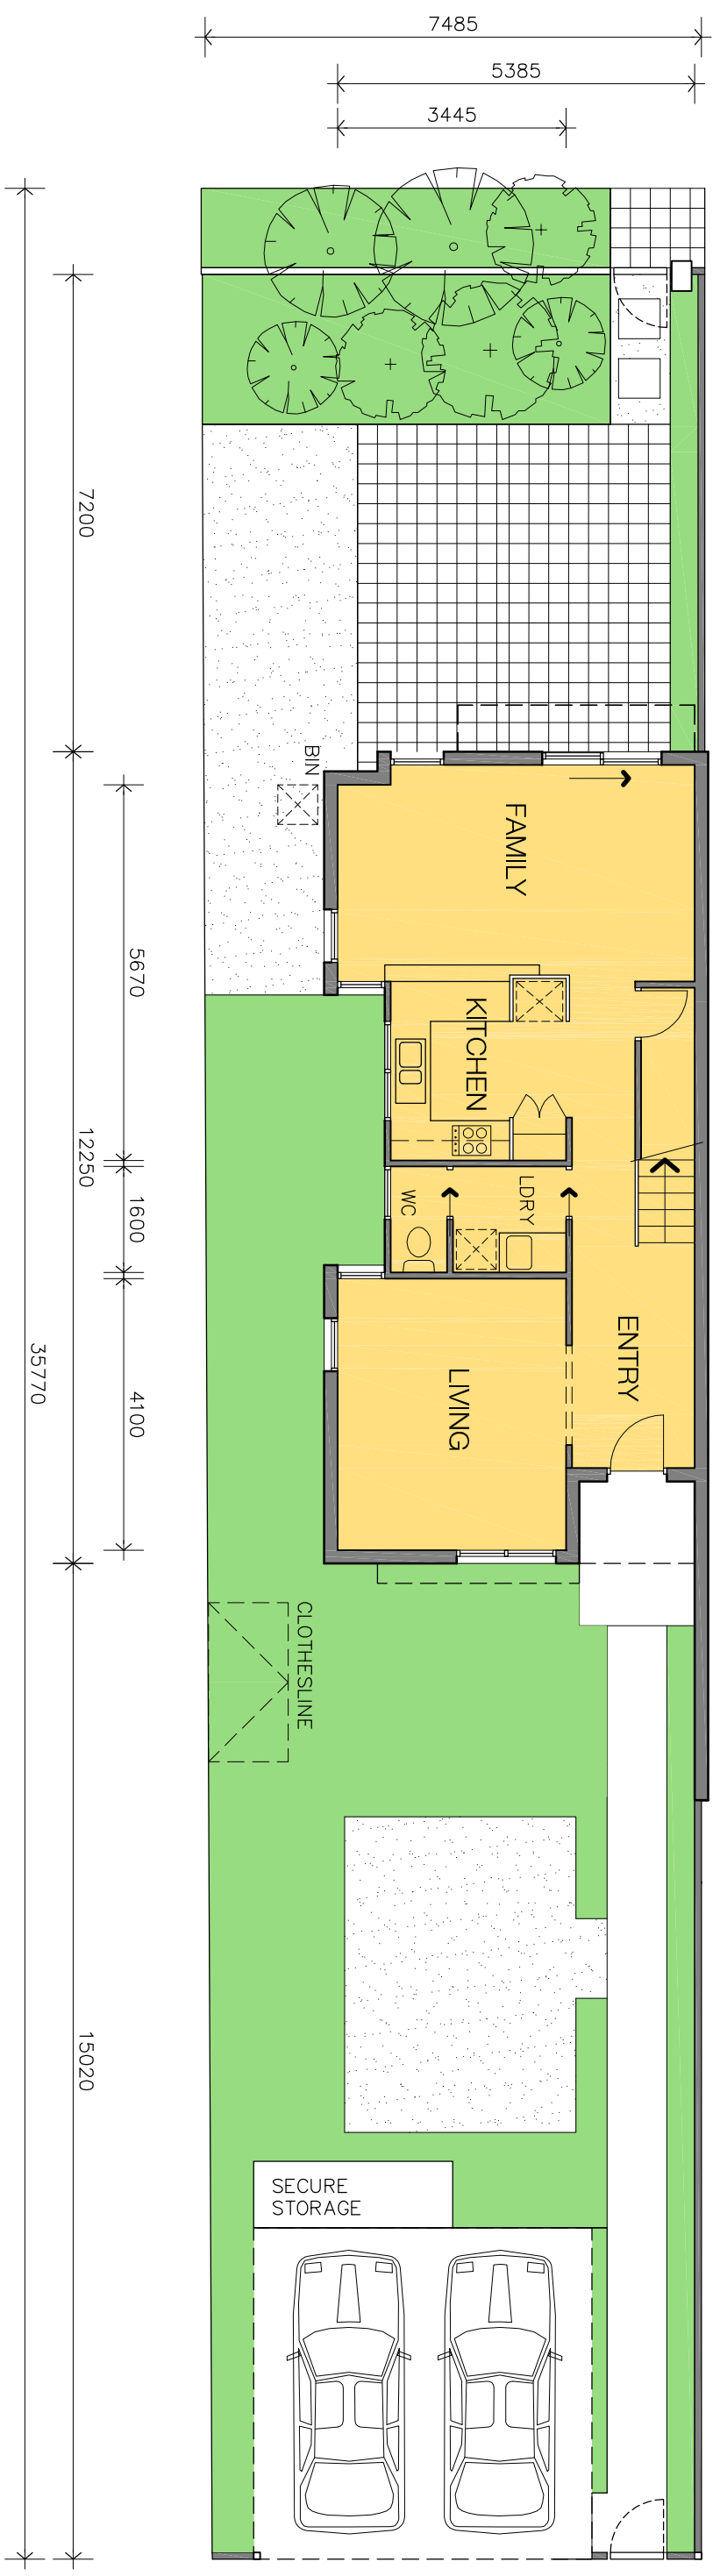 7485
5385
3445
7200
BIN
FAMILY
5670
KITCHEN
12250
1600
WC
LDRY
ENTRY
35770
4100
LIVING
CLOTHESLINE
15020
SECURE
STORAGE